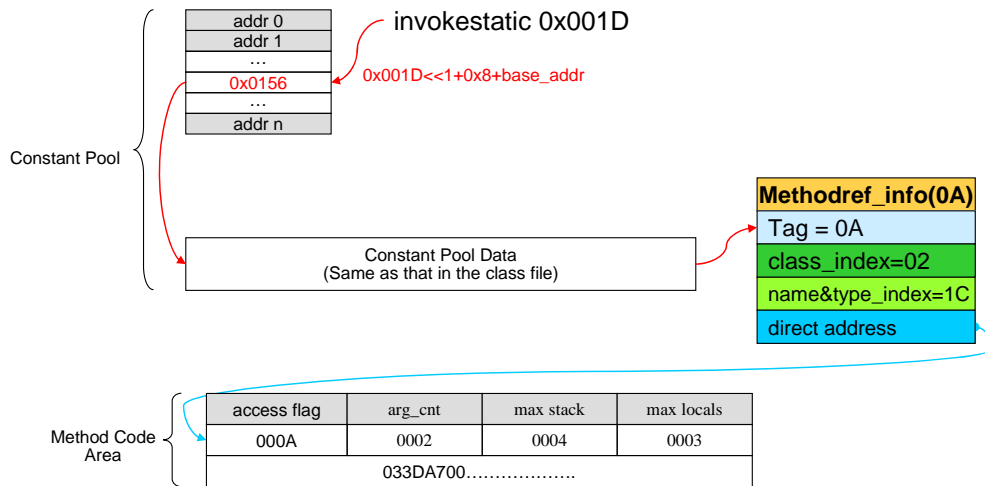 addr 0
invokestatic 0x001D
addr 1
...
0x0156
0x001D<<1+0x8+base_addr
...
addr n
Constant Pool
Constant Pool Data
(Same as that in the class file)
Methodref_info(0A)
Tag = 0A
class_index=02
name&type_index=1C
direct address
Method Code
Area
access flag arg_cnt max stack max locals
000A 0002 0004 0003
033DA700...................